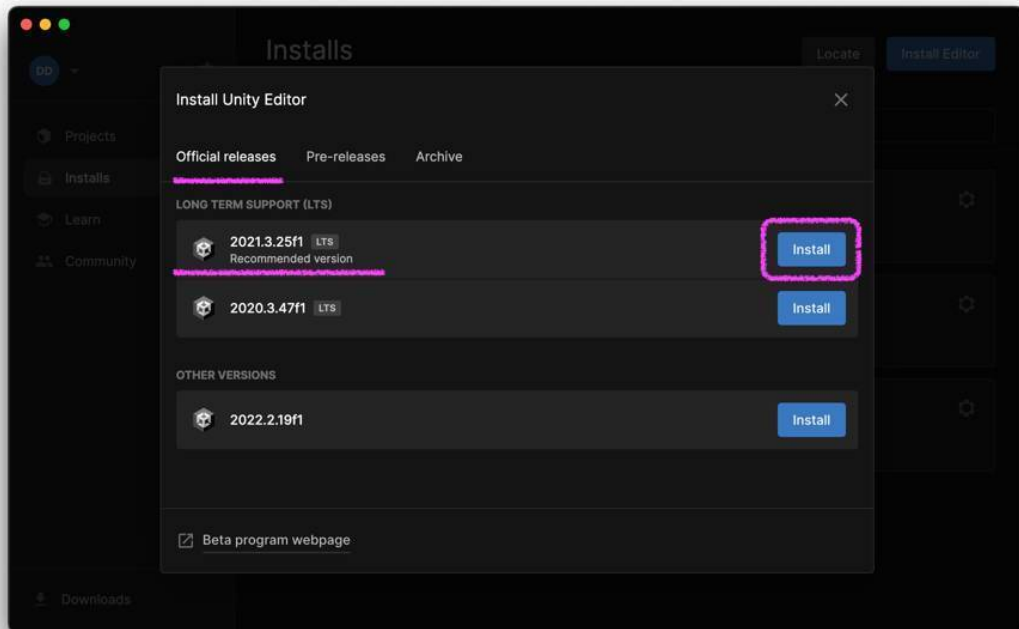 Installs
Locate
Install Editor
DD
Projects
Installs
Learn
Community
Downloads
Install Unity Editor
Official releases
Pre-releases
Archive
LONG TERM SUPPORT (LTS)
2021.3.25f1 LTS
Recommended version
Install
2020.3.47f1 LTS
Install
OTHER VERSIONS
2022.2.19f1
Install
Beta program webpage